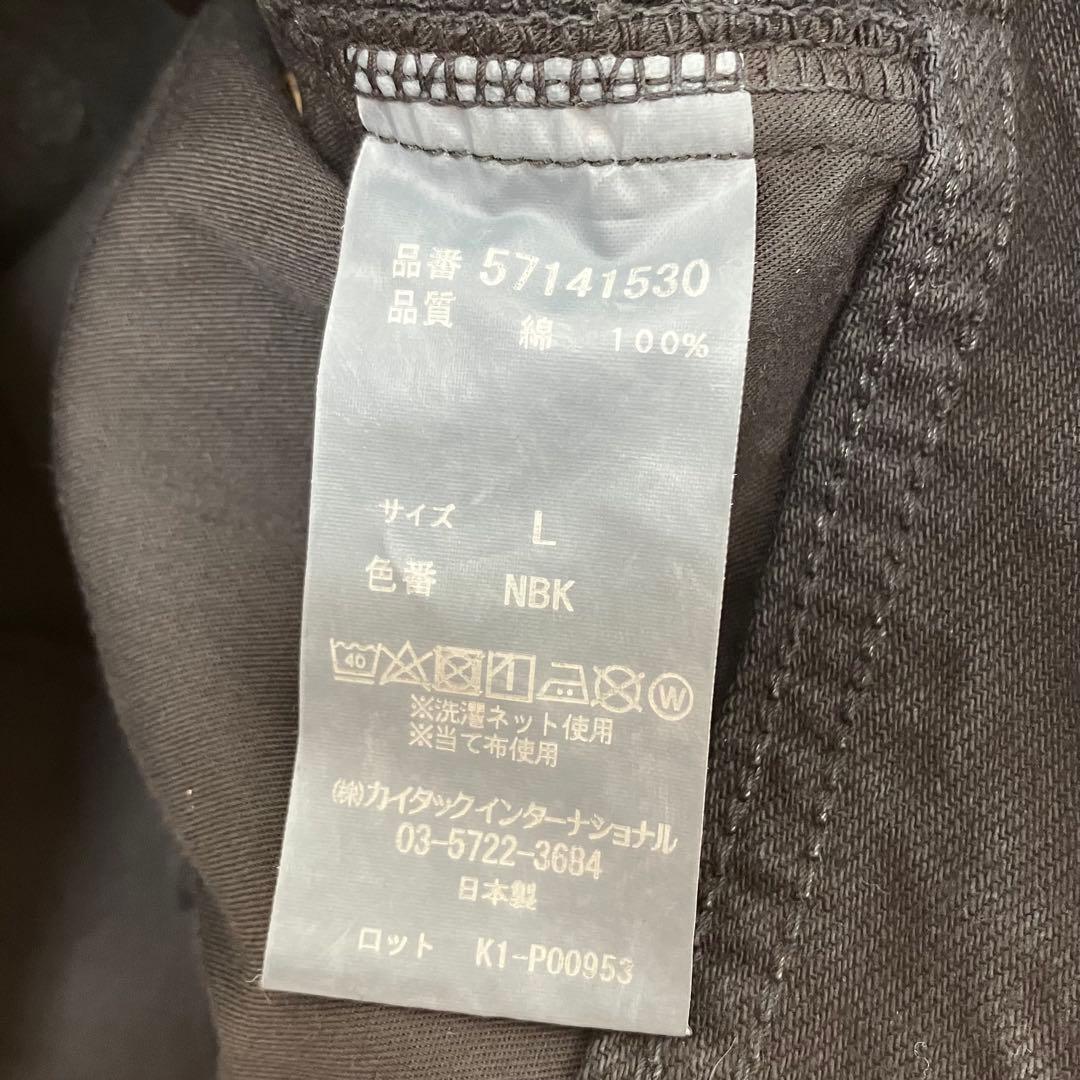 品番 57141530
品質 綿 100%
サイズ L
色番 NBK
40
W
※洗濯ネット使用
※当て布使用
㈱カイタックインターナショナル
03-5722-3684
日本製
ロット K1-P00953